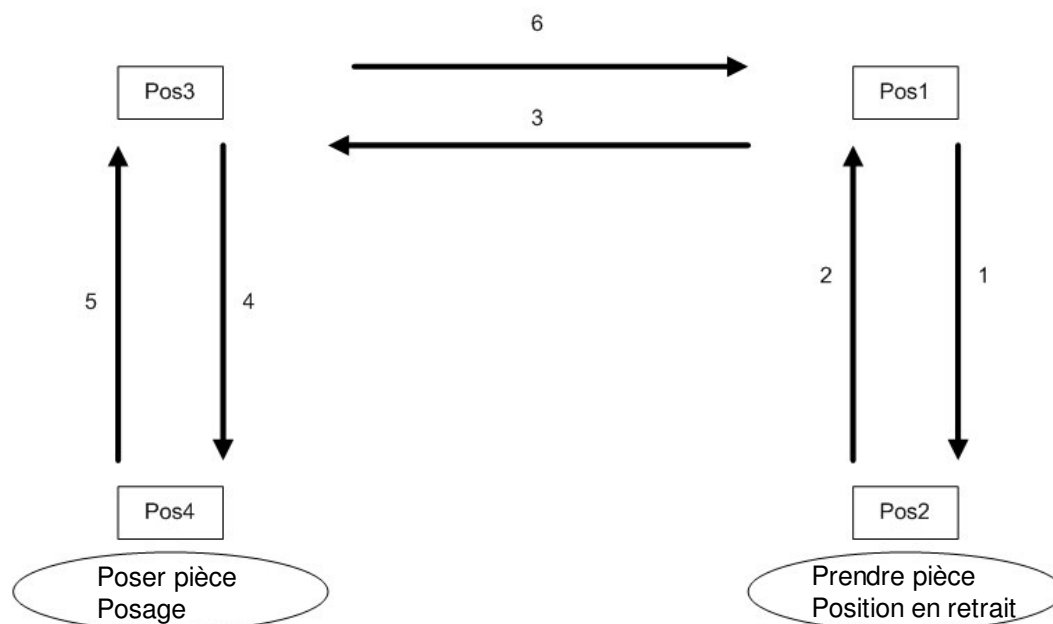 6
Pos3
Pos1
3
5
4
2
1
Pos4
Pos2
Poser pièce
Posage
Prendre pièce
Position en retrait